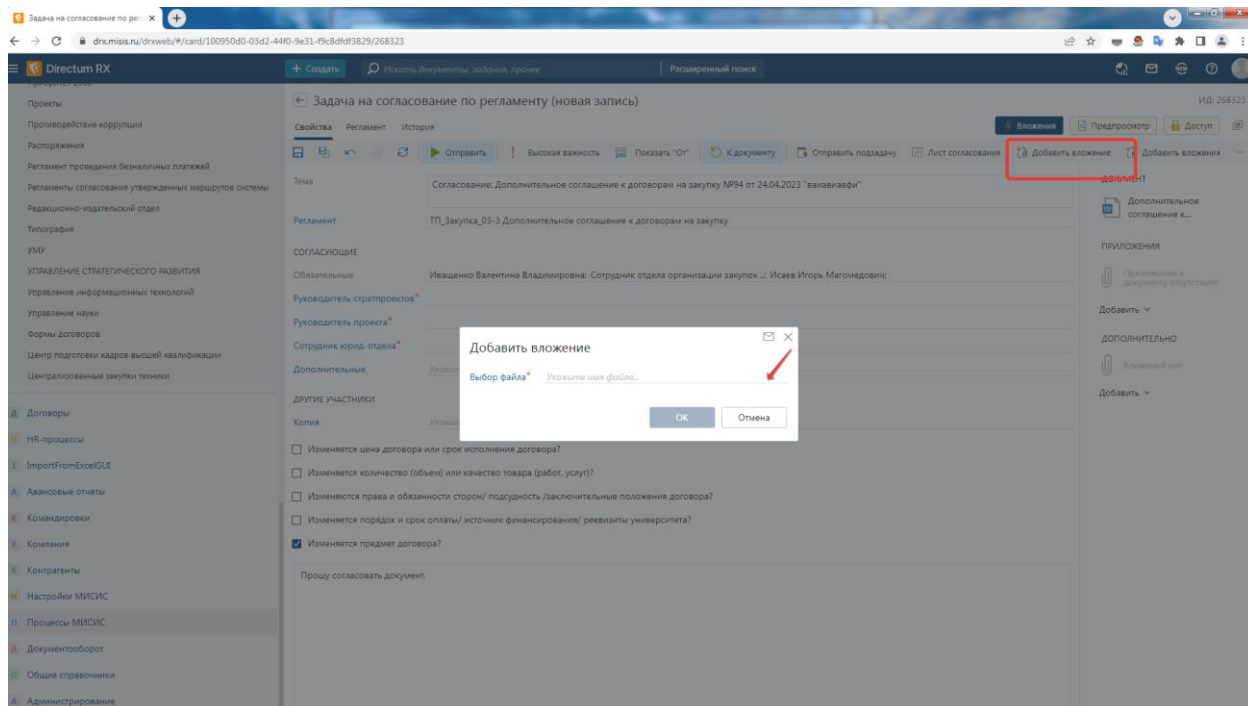 Задача на согласование по рег
drx.misis.ru/drxweb/#/card/100950d0-03d2-44f0-9e31-f9c8dfdf3829/268323
Directum RX
+ Создать
Искать документы, задания, прочее
Расширенный поиск
Проекты
Противодействие коррупции
Распоряжения
Регламент проведения безналичных платежей
Регламенты согласования утвержденных маршрутов системы
Редакционно-издательский отдел
Типография
УМУ
УПРАВЛЕНИЕ СТРАТЕГИЧЕСКОГО РАЗВИТИЯ
Управление информационных технологий
Управление науки
Формы договоров
Центр подготовки кадров высшей квалификации
Централизованные закупки техники
Д Договоры
HR-процессы
I ImportFromExcelGUI
А Авансовые отчеты
К Командировки
К Компания
К Контрагенты
Н Настройки МИСИС
П Процессы МИСИС
Д Документооборот
О Общие справочники
А Администрирование
Задача на согласование по регламенту (новая запись)
ИД: 268323
Свойства Регламент История
Вложения Предпросмотр Доступ
Отправить Высокая важность Показать "От" К документу Отправить подзадачу Лист согласования Добавить вложение Добавить вложение
Тема
Согласование: Дополнительное соглашение к договорам на закупку №94 от 24.04.2023 "ваиавиаефи"
Регламент
ТП_Закупка_03-3 Дополнительное соглашение к договорам на закупку
СОГЛАСУЮЩИЕ
Обязательные
Иващенко Валентина Владимировна; Сотрудник отдела организации закупок ..; Исаев Игорь Магомедович;
Руководитель стратпроектов*
Руководитель проекта*
Сотрудник юрид. отдела*
Дополнительные
ДРУГИЕ УЧАСТНИКИ
Копия
Изменяется цена договора или срок исполнения договора?
Изменяется количество (объем) или качество товара (работ, услуг)?
Изменяются права и обязанности сторон/ подсудность /заключительные положения договора?
Изменяется порядок и срок оплаты/ источник финансирования/ реквизиты университета?
Изменяется предмет договора?
Прошу согласовать документ.
Добавить вложение
Выбор файла*
Укажите имя файла...
ОК
Отмена
ДОКУМЕНТ
Дополнительное
соглашение к...
ПРИЛОЖЕНИЯ
Приложения к
документу отсутствуют
Добавить
ДОПОЛНИТЕЛЬНО
Вложений нет
Добавить